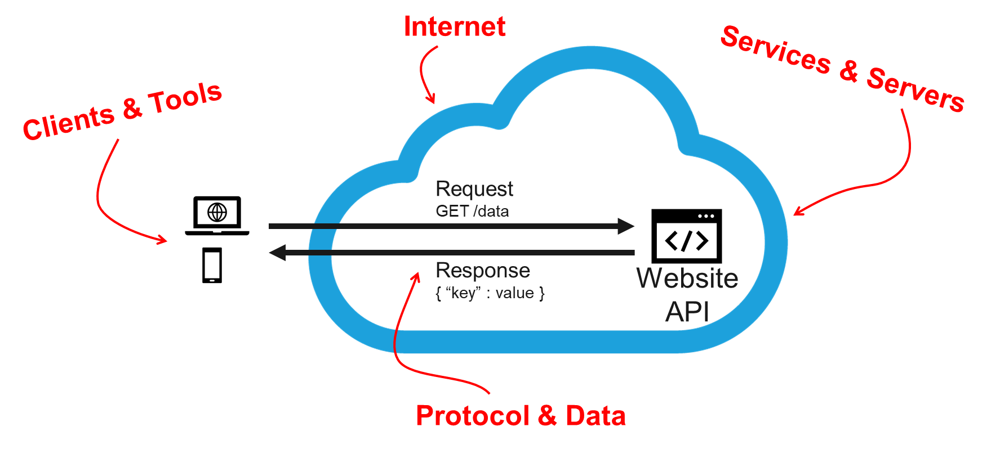 Internet
Services & Servers
Clients & Tools
Request
GET /data
Response
{ “key” : value }
Website
API
Protocol & Data